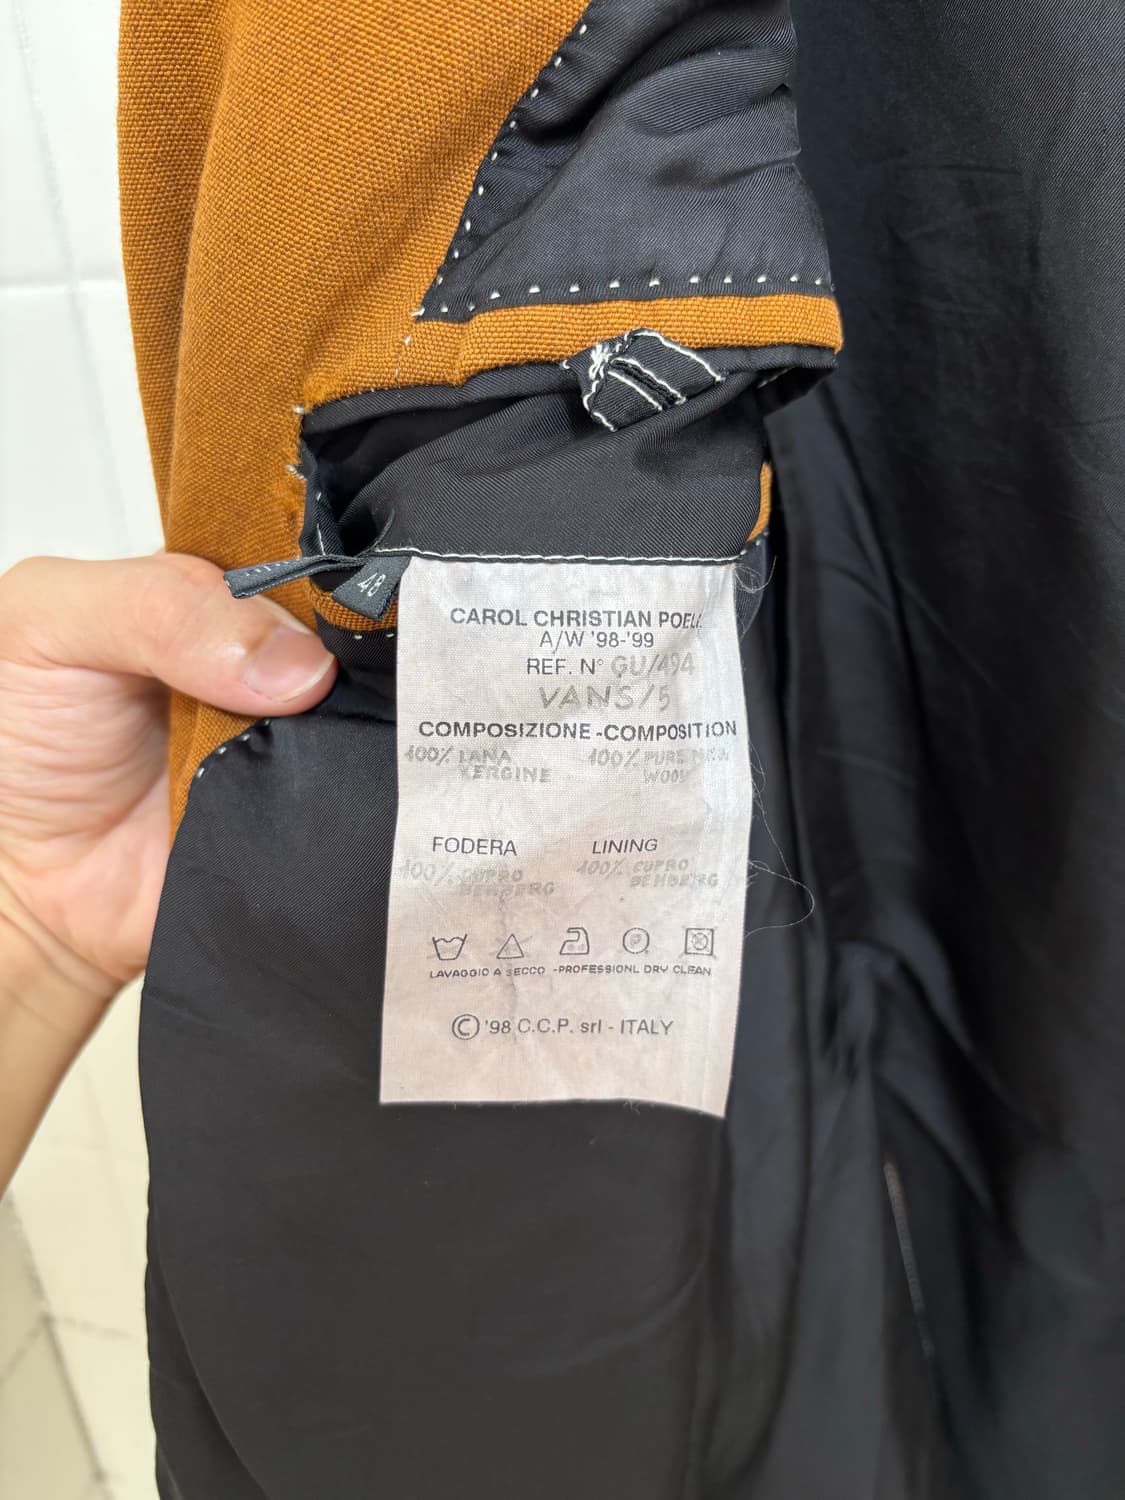 48
CAROL CHRISTIAN POELL
A/W '98-'99
REF. N° GU/494
VANS/5
COMPOSIZIONE-COMPOSITION
100% LANA 100% PURE NEW
VERGINE WOOL
FODERA LINING
100% CUPRO 100% CUPRO
BEMBERG BEMBERG
P
LAVAGGIO A SECCO -PROFESSIONL DRY CLEAN
© '98 C.C.P. srl - ITALY